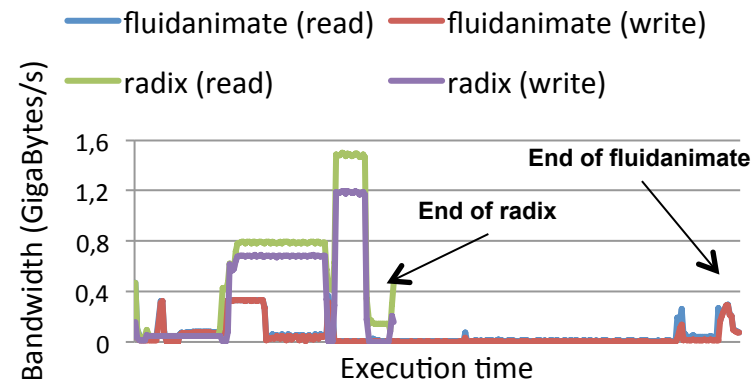 fluidanimate (read) fluidanimate (write)
radix (read) radix (write)
Bandwidth (GigaBytes/s)
1,6
1,2
0,8
0,4
0
End of fluidanimate
End of radix
Execution time